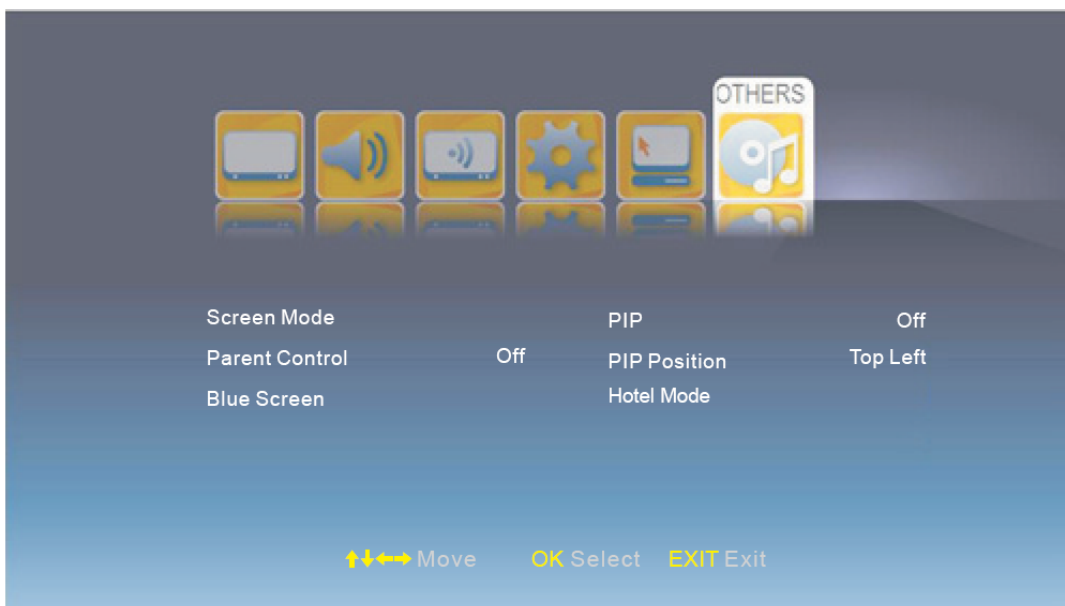 OTHERS
Screen Mode
Parent Control Off
Blue Screen
PIP Off
PIP Position Top Left
Hotel Mode
Move OK Select EXIT Exit